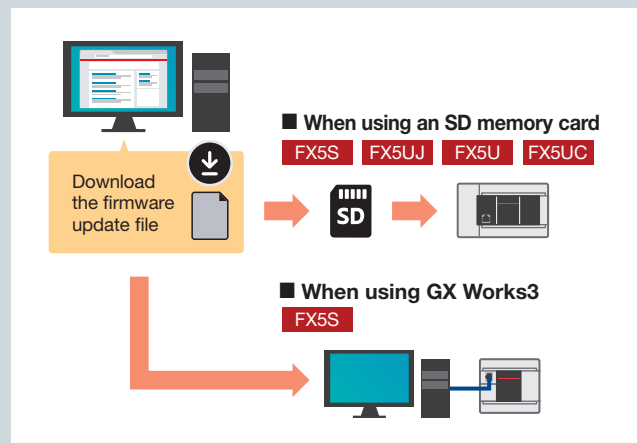 ■ When using an SD memory card
FX5S FX5UJ FX5U FX5UC
Download
the firmware
update file
SD
■ When using GX Works3
FX5S